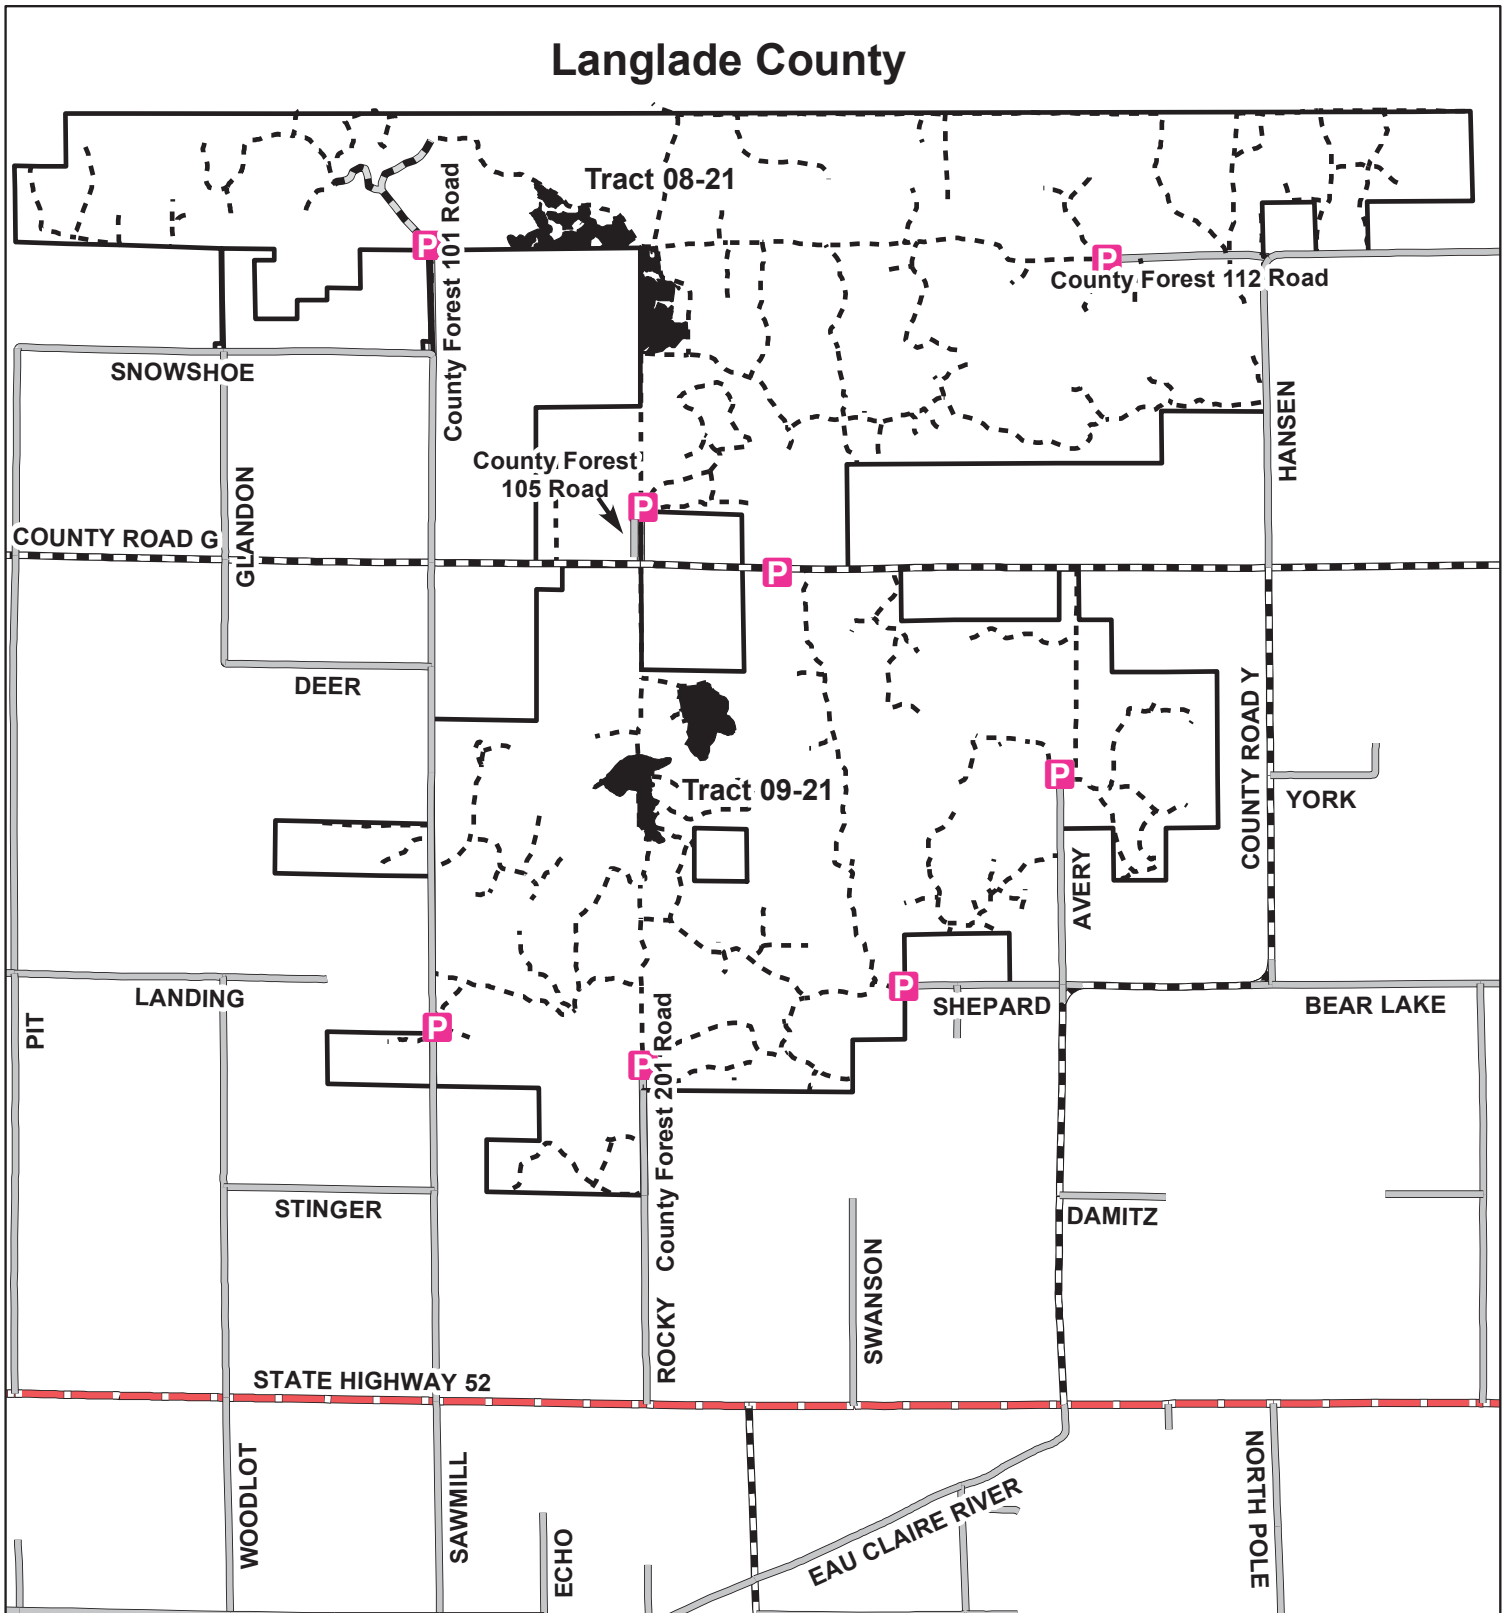 Langlade County
Tract 08-21
County Forest 101 Road
P
P
County Forest 112 Road
SNOWSHOE
HANSEN
County Forest
105 Road
GLANDON
P
COUNTY ROAD G
P
DEER
COUNTY ROAD Y
P
Tract 09-21
YORK
AVERY
P
LANDING
SHEPARD
BEAR LAKE
PIT
P
P
County Forest 201 Road
STINGER
DAMITZ
SWANSON
ROCKY
STATE HIGHWAY 52
WOODLOT
SAWMILL
ECHO
EAU CLAIRE RIVER
NORTH POLE